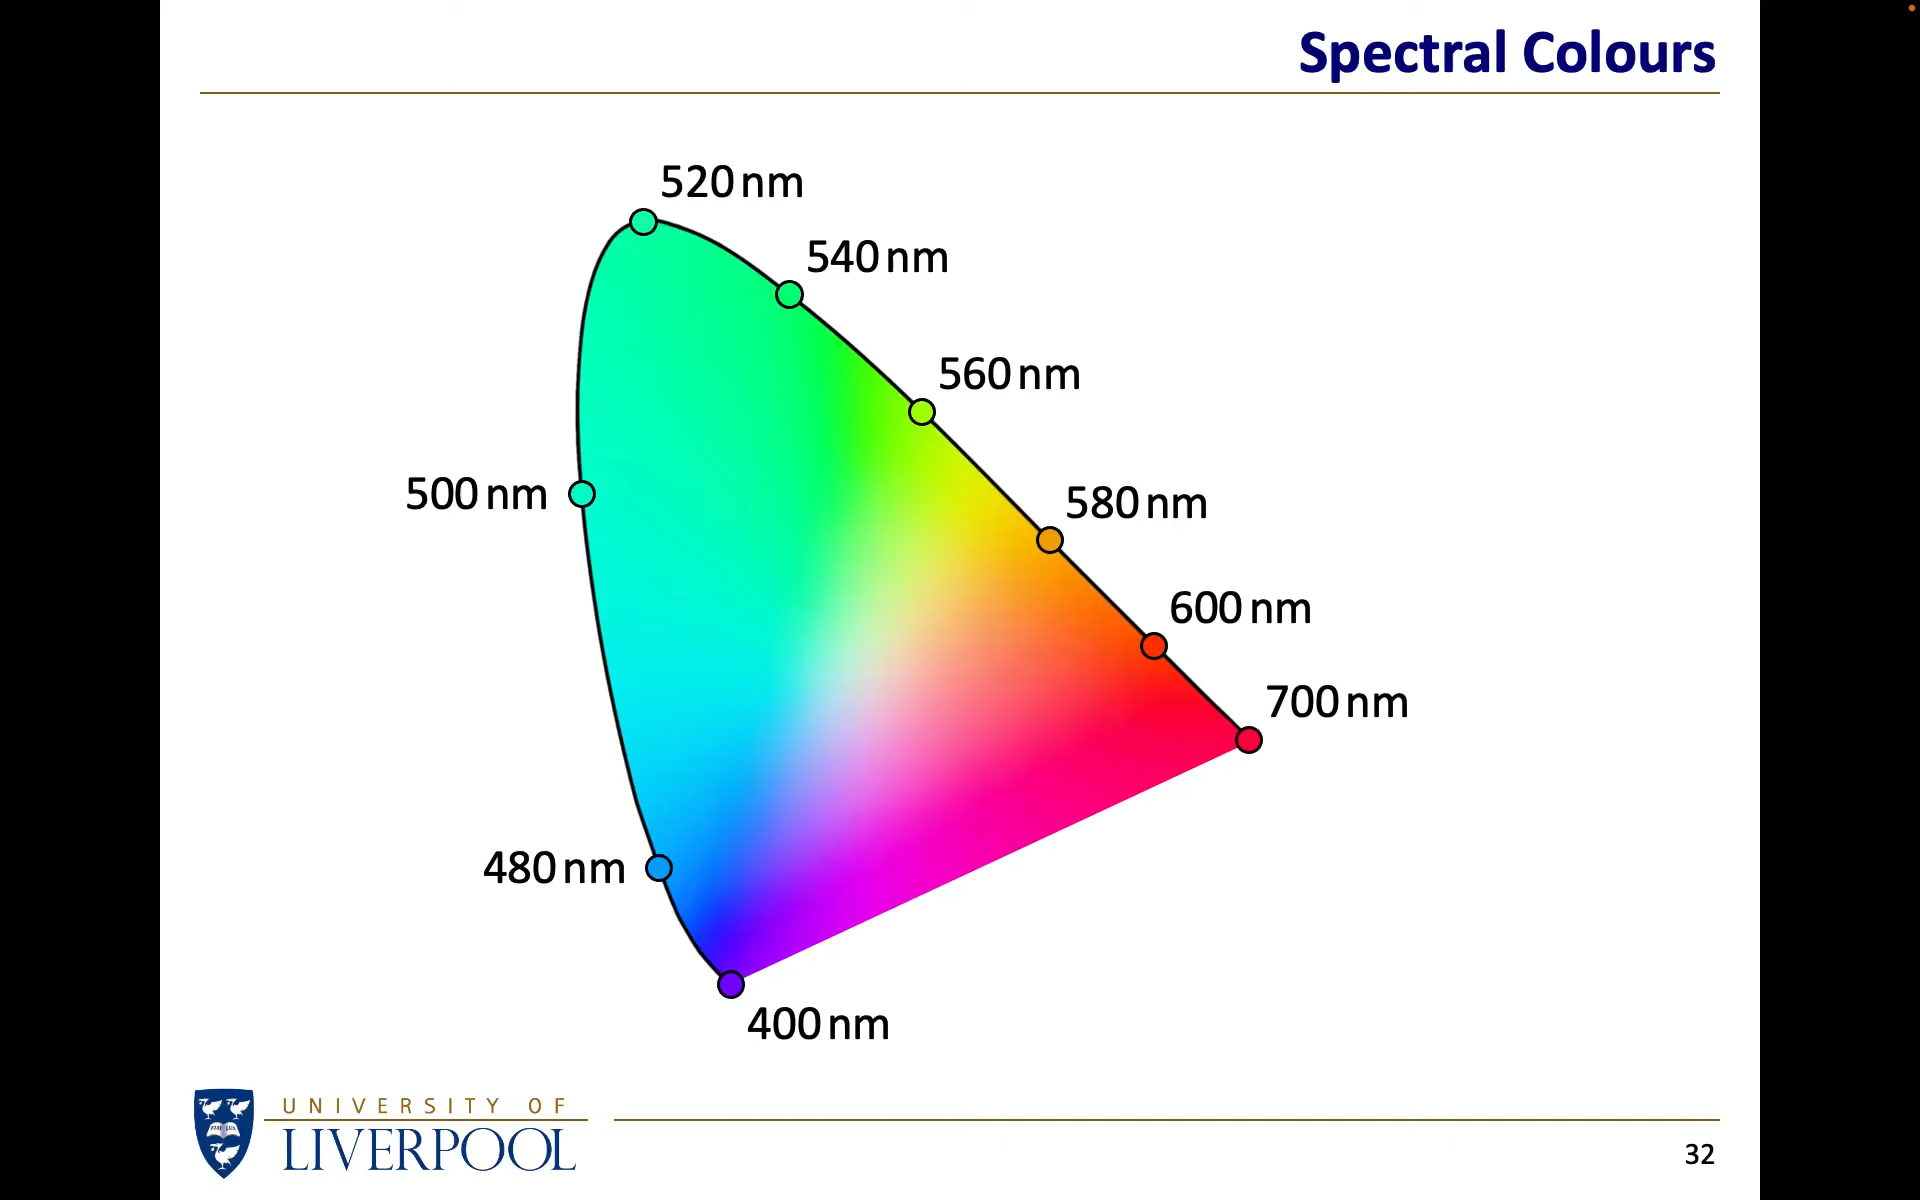 Spectral Colours
520 nm
540 nm
560 nm
500 nm
580 nm
600 nm
700 nm
480 nm
400 nm
UNIVERSITY OF
LIVERPOOL
32